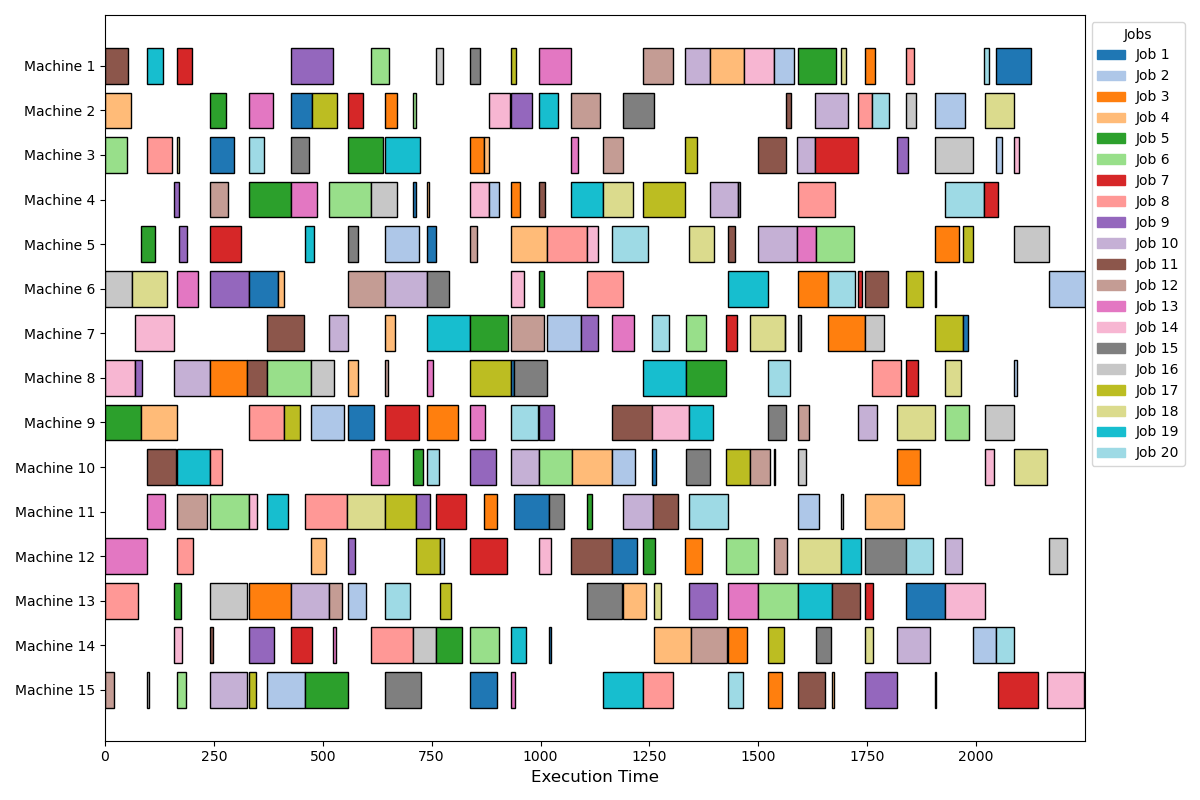 Machine 1
Machine 2
Machine 3
Machine 4
Machine 5
Machine 6
Machine 7
Machine 8
Machine 9
Machine 10
Machine 11
Machine 12
Machine 13
Machine 14
Machine 15
0 250 500 750 1000 1250 1500 1750 2000
Execution Time
Jobs
Job 1
Job 2
Job 3
Job 4
Job 5
Job 6
Job 7
Job 8
Job 9
Job 10
Job 11
Job 12
Job 13
Job 14
Job 15
Job 16
Job 17
Job 18
Job 19
Job 20